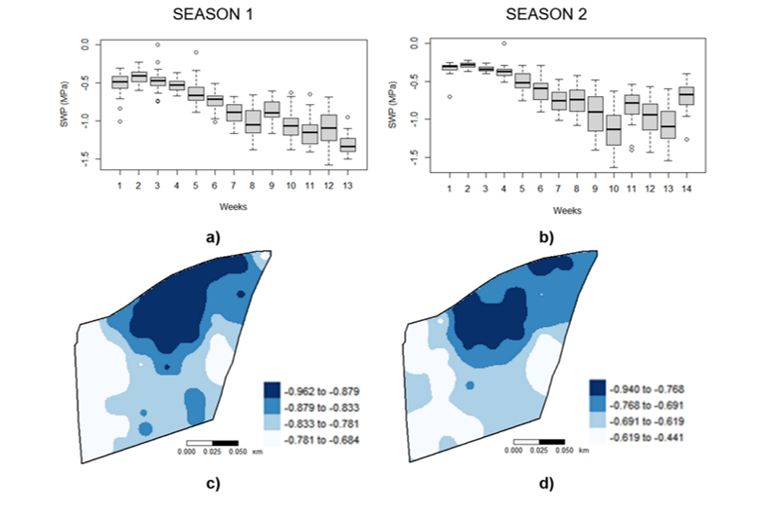 SEASON 1
SEASON 2
SWP (MPa)
0.0
-0.5
-1.0
-1.5
1 2 3 4 5 6 7 8 9 10 11 12 13
Weeks
SWP (MPa)
0.0
-0.5
-1.0
-1.5
1 2 3 4 5 6 7 8 9 10 11 12 13 14
Weeks
a)
b)
-0.962 to -0.879
-0.879 to -0.833
-0.833 to -0.781
-0.781 to -0.684
0.000 0.025 0.050 km
-0.940 to -0.768
-0.768 to -0.691
-0.691 to -0.619
-0.619 to -0.441
0.000 0.025 0.050 km
c)
d)